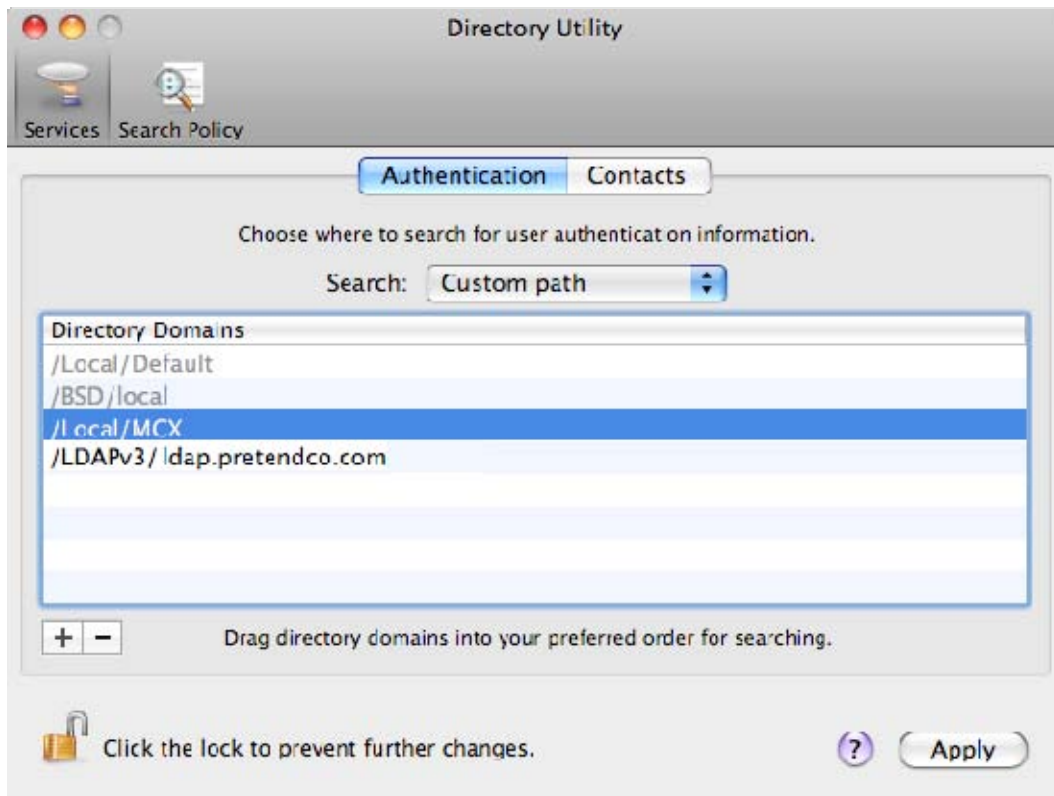 Directory Utility
Services Search Policy
Authentication Contacts
Choose where to search for user authentication information.
Search: Custom path
Directory Domains
/Local/Default
/BSD/local
/Local/MCX
/LDAPv3/ ldap.pretendco.com
+ −
Drag directory domains into your preferred order for searching.
Click the lock to prevent further changes.
? Apply